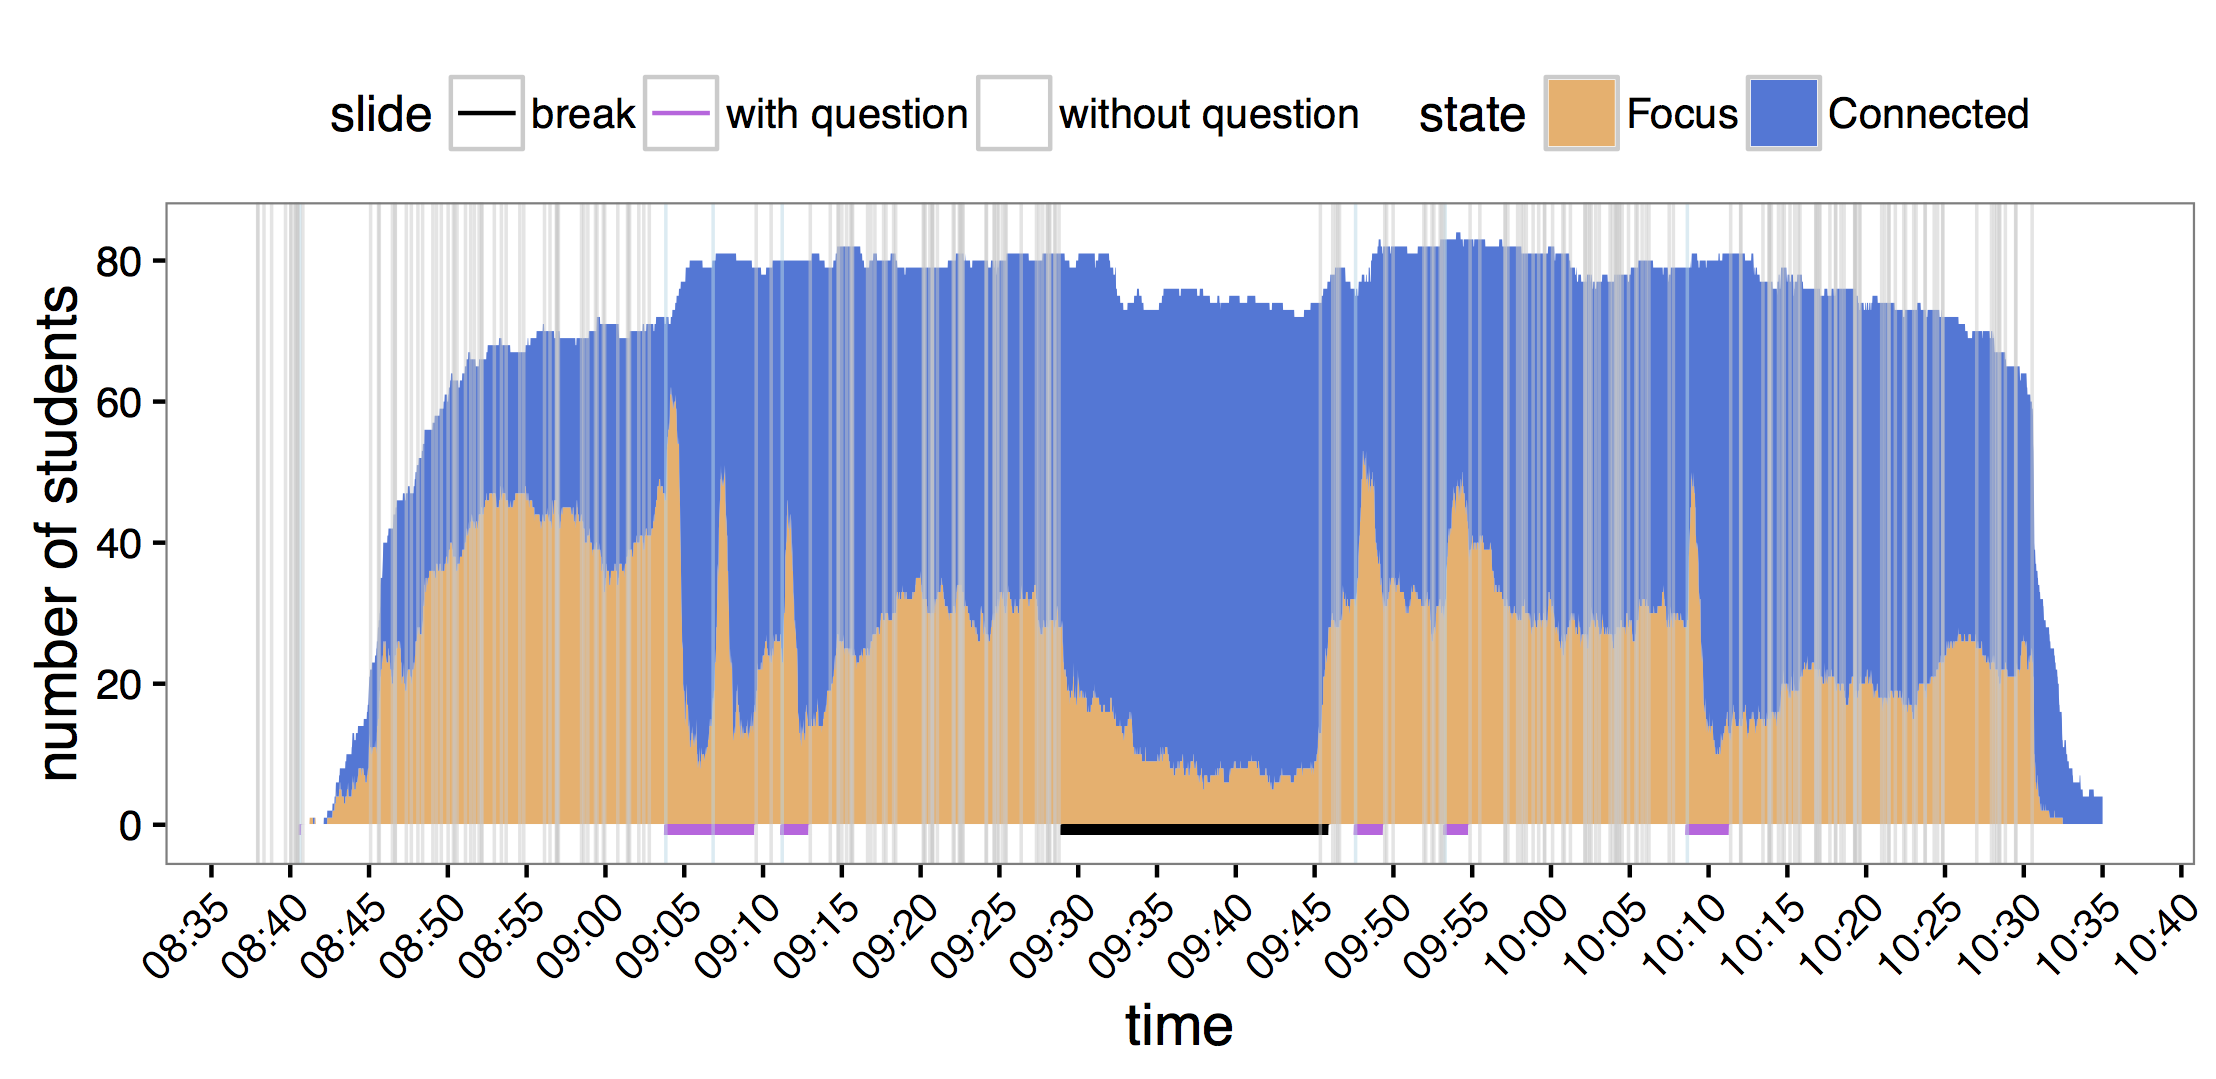 slide break with question without question state Focus Connected
number of students
80
60
40
20
0
08:35 08:40 08:45 08:50 08:55 09:00 09:05 09:10 09:15 09:20 09:25 09:30 09:35 09:40 09:45 09:50 09:55 10:00 10:05 10:10 10:15 10:20 10:25 10:30 10:35 10:40
time